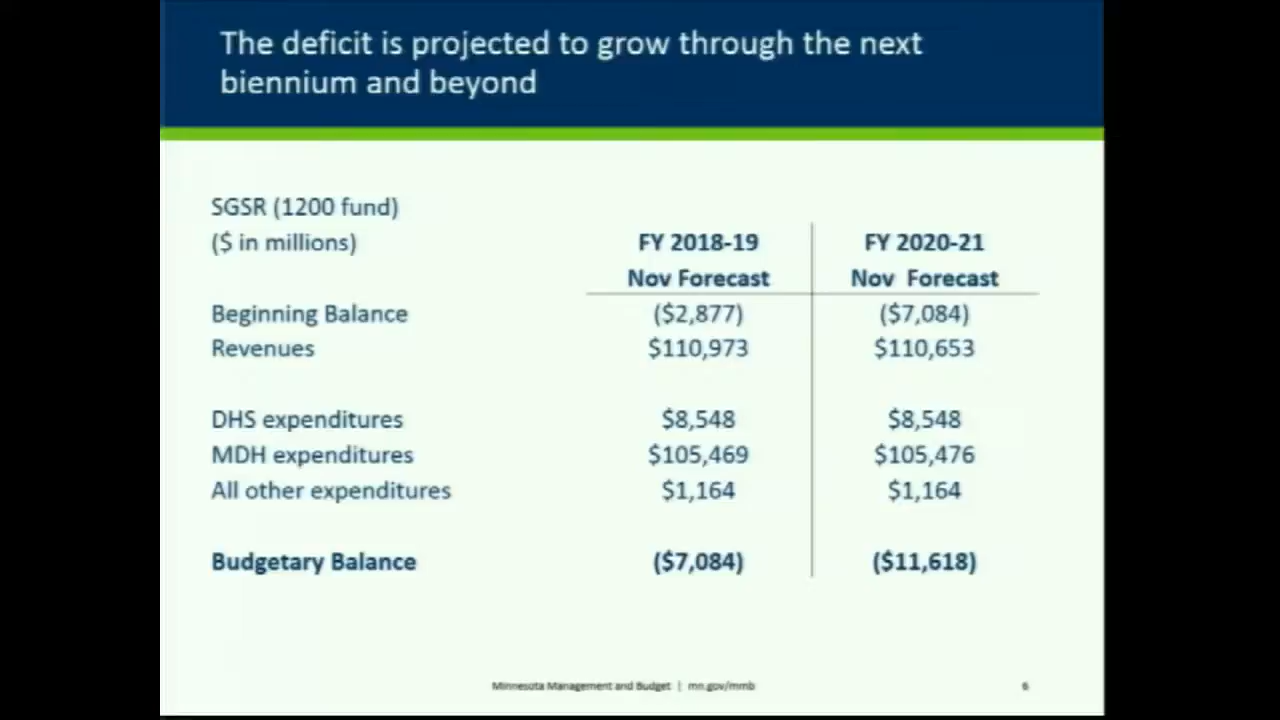 The deficit is projected to grow through the next
biennium and beyond
SGSR (1200 fund)
($ in millions) FY 2018-19 FY 2020-21
Nov Forecast Nov Forecast
Beginning Balance ($2,877) ($7,084)
Revenues $110,973 $110,653
DHS expenditures $8,548 $8,548
MDH expenditures $105,469 $105,476
All other expenditures $1,164 $1,164
Budgetary Balance ($7,084) ($11,618)
Minnesota Management and Budget | mn.gov/mmb 6